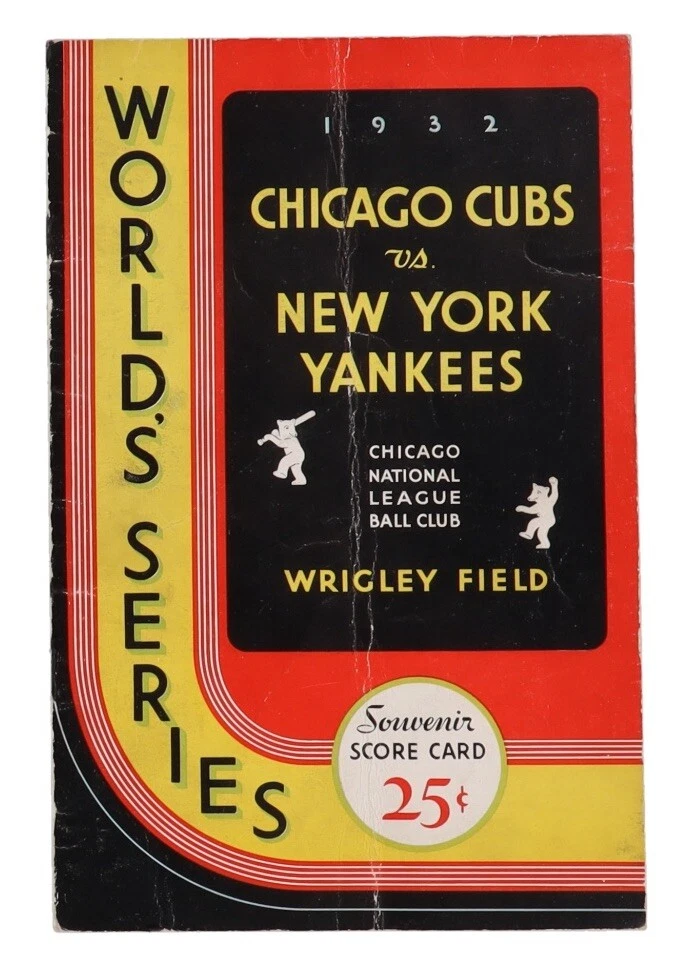 WORLD'S SERIES
1932
CHICAGO CUBS
vs.
NEW YORK
YANKEES
CHICAGO
NATIONAL
LEAGUE
BALL CLUB
WRIGLEY FIELD
Souvenir
SCORE CARD
25¢